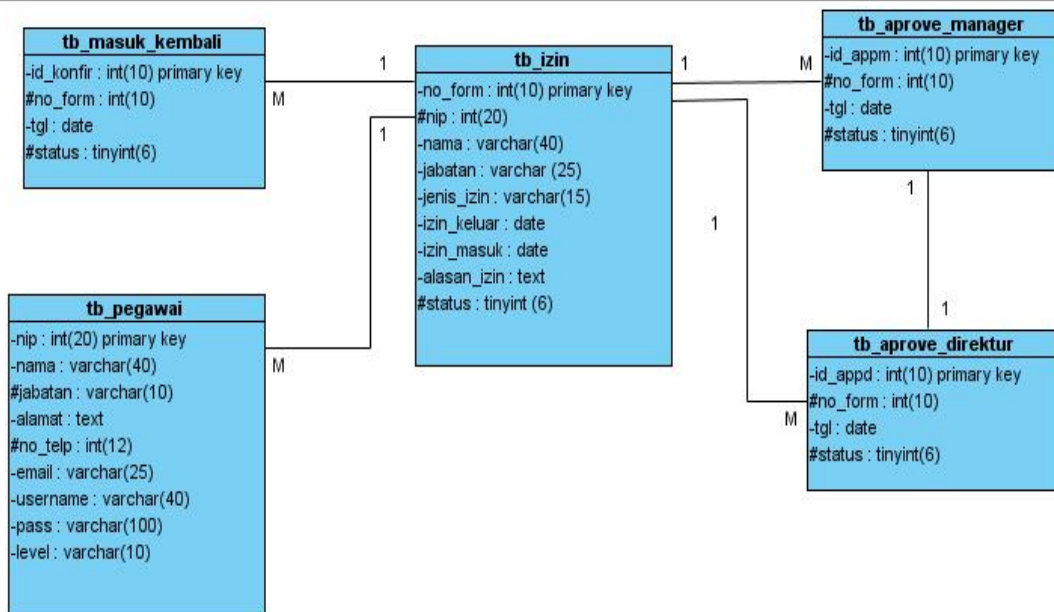 tb_masuk_kembali
-id_konfir : int(10) primary key
#no_form : int(10)
-tgl : date
#status : tinyint(6)
1
M
1
tb_izin
-no_form : int(10) primary key
#nip : int(20)
-nama : varchar(40)
-jabatan : varchar (25)
-jenis_izin : varchar(15)
-izin_keluar : date
-izin_masuk : date
-alasan_izin : text
#status : tinyint (6)
1
M
1
tb_aprove_manager
-id_appm : int(10) primary key
#no_form : int(10)
-tgl : date
#status : tinyint(6)
1
1
tb_pegawai
-nip : int(20) primary key
-nama : varchar(40)
#jabatan : varchar(10)
-alamat : text
#no_telp : int(12)
-email : varchar(25)
-username : varchar(40)
-pass : varchar(100)
-level : varchar(10)
M
M
tb_aprove_direktur
-id_appd : int(10) primary key
#no_form : int(10)
-tgl : date
#status : tinyint(6)